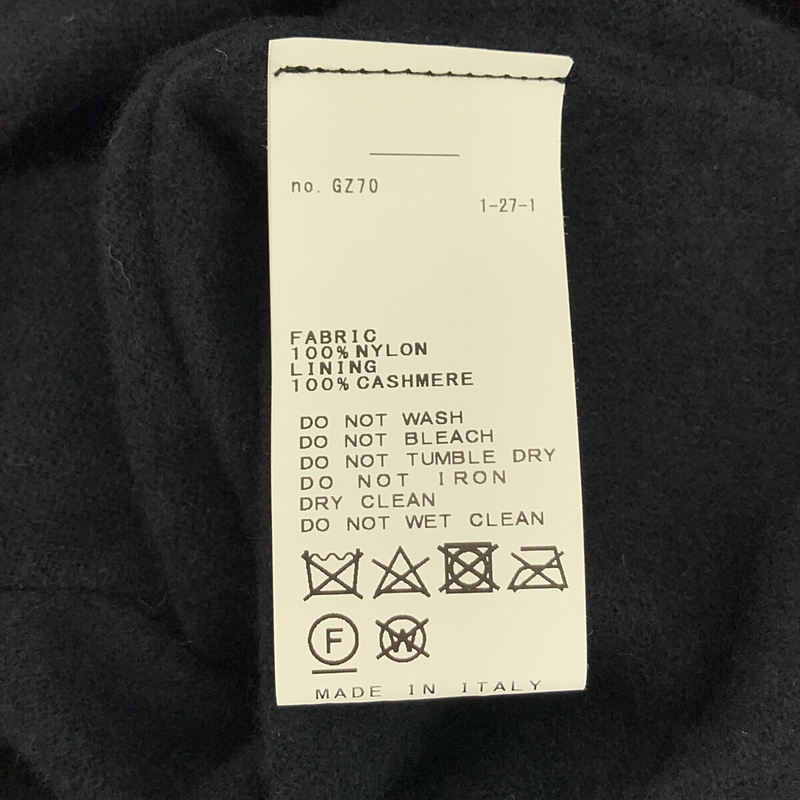 no. GZ70
1-27-1
FABRIC
100% NYLON
LINING
100% CASHMERE
DO NOT WASH
DO NOT BLEACH
DO NOT TUMBLE DRY
DO NOT IRON
DRY CLEAN
DO NOT WET CLEAN
F W
MADE IN ITALY